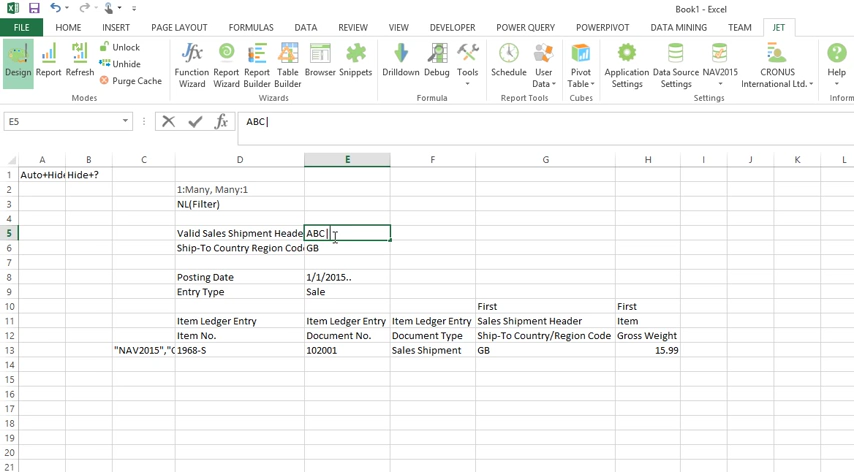 Book1 - Excel
FILE HOME INSERT PAGE LAYOUT FORMULAS DATA REVIEW VIEW DEVELOPER POWER QUERY POWERPIVOT DATA MINING TEAM JET
Design Report Refresh Unlock Unhide Purge Cache Function Wizard Report Wizard Report Builder Table Builder Browser Snippets Drilldown Debug Tools Schedule User Data Pivot Table Application Settings Data Source Settings NAV2015 CRONUS International Ltd. Help
Modes Wizards Formula Report Tools Cubes Settings Inform
E5 fx ABC|
A B C D E F G H I J K L
1 Auto+Hide Hide+?
2 1:Many, Many:1
3 NL(Filter)
4
5 Valid Sales Shipment Heade ABC|
6 Ship-To Country Region Code GB
7
8 Posting Date 1/1/2015..
9 Entry Type Sale
10 First First
11 Item Ledger Entry Item Ledger Entry Item Ledger Entry Sales Shipment Header Item
12 Item No. Document No. Document Type Ship-To Country/Region Code Gross Weight
13 "NAV2015","C 1968-S 102001 Sales Shipment GB 15.99
14
15
16
17
18
19
20
21